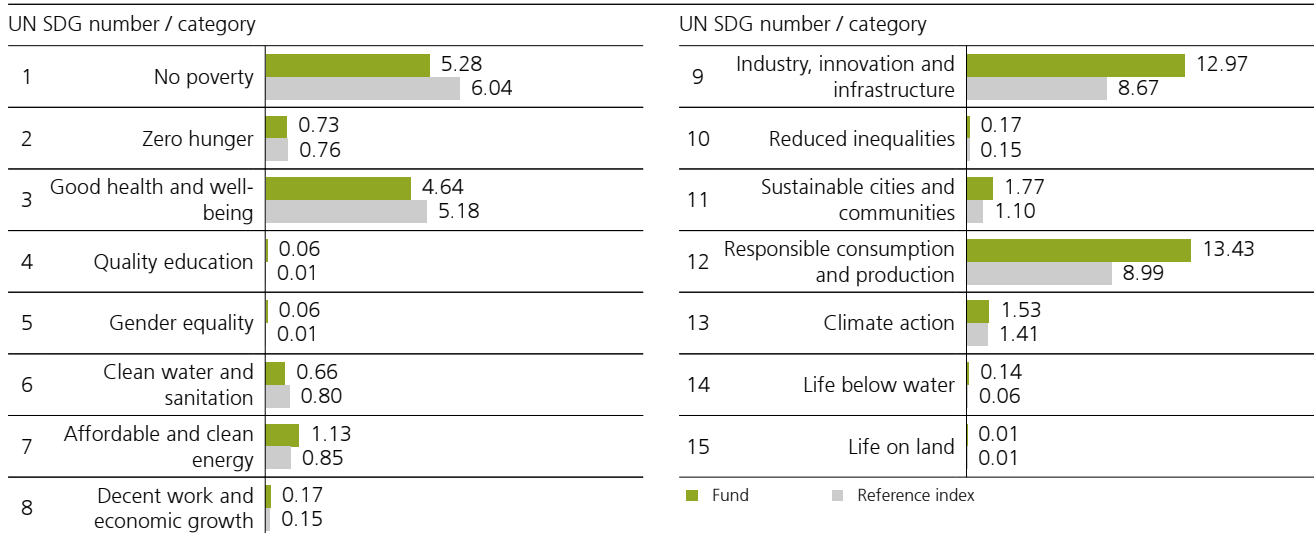 UN SDG number / category
1
No poverty
5.28
6.04
2
Zero hunger
0.73
0.76
3
Good health and well-
being
4.64
5.18
4
Quality education
0.06
0.01
5
Gender equality
0.06
0.01
6
Clean water and
sanitation
0.66
0.80
7
Affordable and clean
energy
1.13
0.85
8
Decent work and
economic growth
0.17
0.15
UN SDG number / category
9
Industry, innovation and
infrastructure
12.97
8.67
10
Reduced inequalities
0.17
0.15
11
Sustainable cities and
communities
1.77
1.10
12
Responsible consumption
and production
13.43
8.99
13
Climate action
1.53
1.41
14
Life below water
0.14
0.06
15
Life on land
0.01
0.01
Fund
Reference index